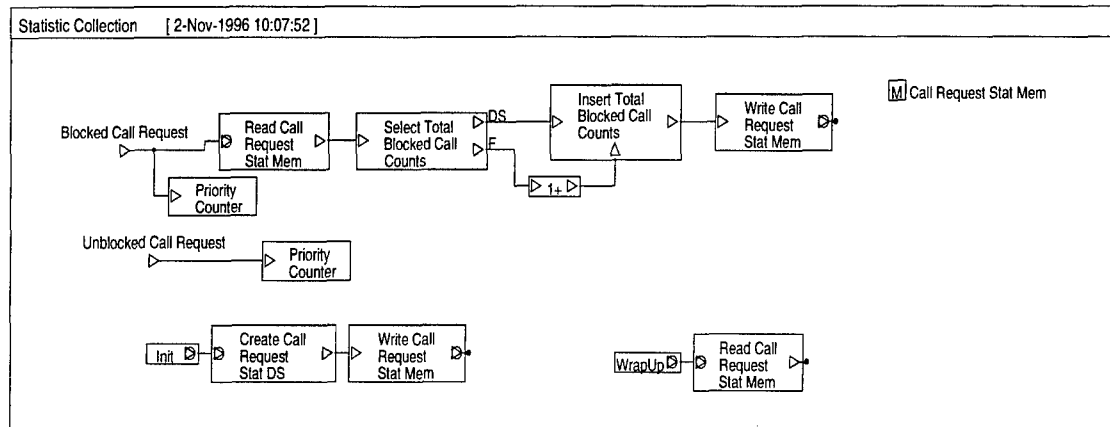 Statistic Collection [ 2-Nov-1996 10:07:52 ]
M Call Request Stat Mem
Blocked Call Request
Read Call
Request
Stat Mem
Select Total
Blocked Call
Counts
DS
F
Insert Total
Blocked Call
Counts
Write Call
Request
Stat Mem
1+
Priority
Counter
Unblocked Call Request
Priority
Counter
Init
Create Call
Request
Stat DS
Write Call
Request
Stat Mem
WrapUp
Read Call
Request
Stat Mem